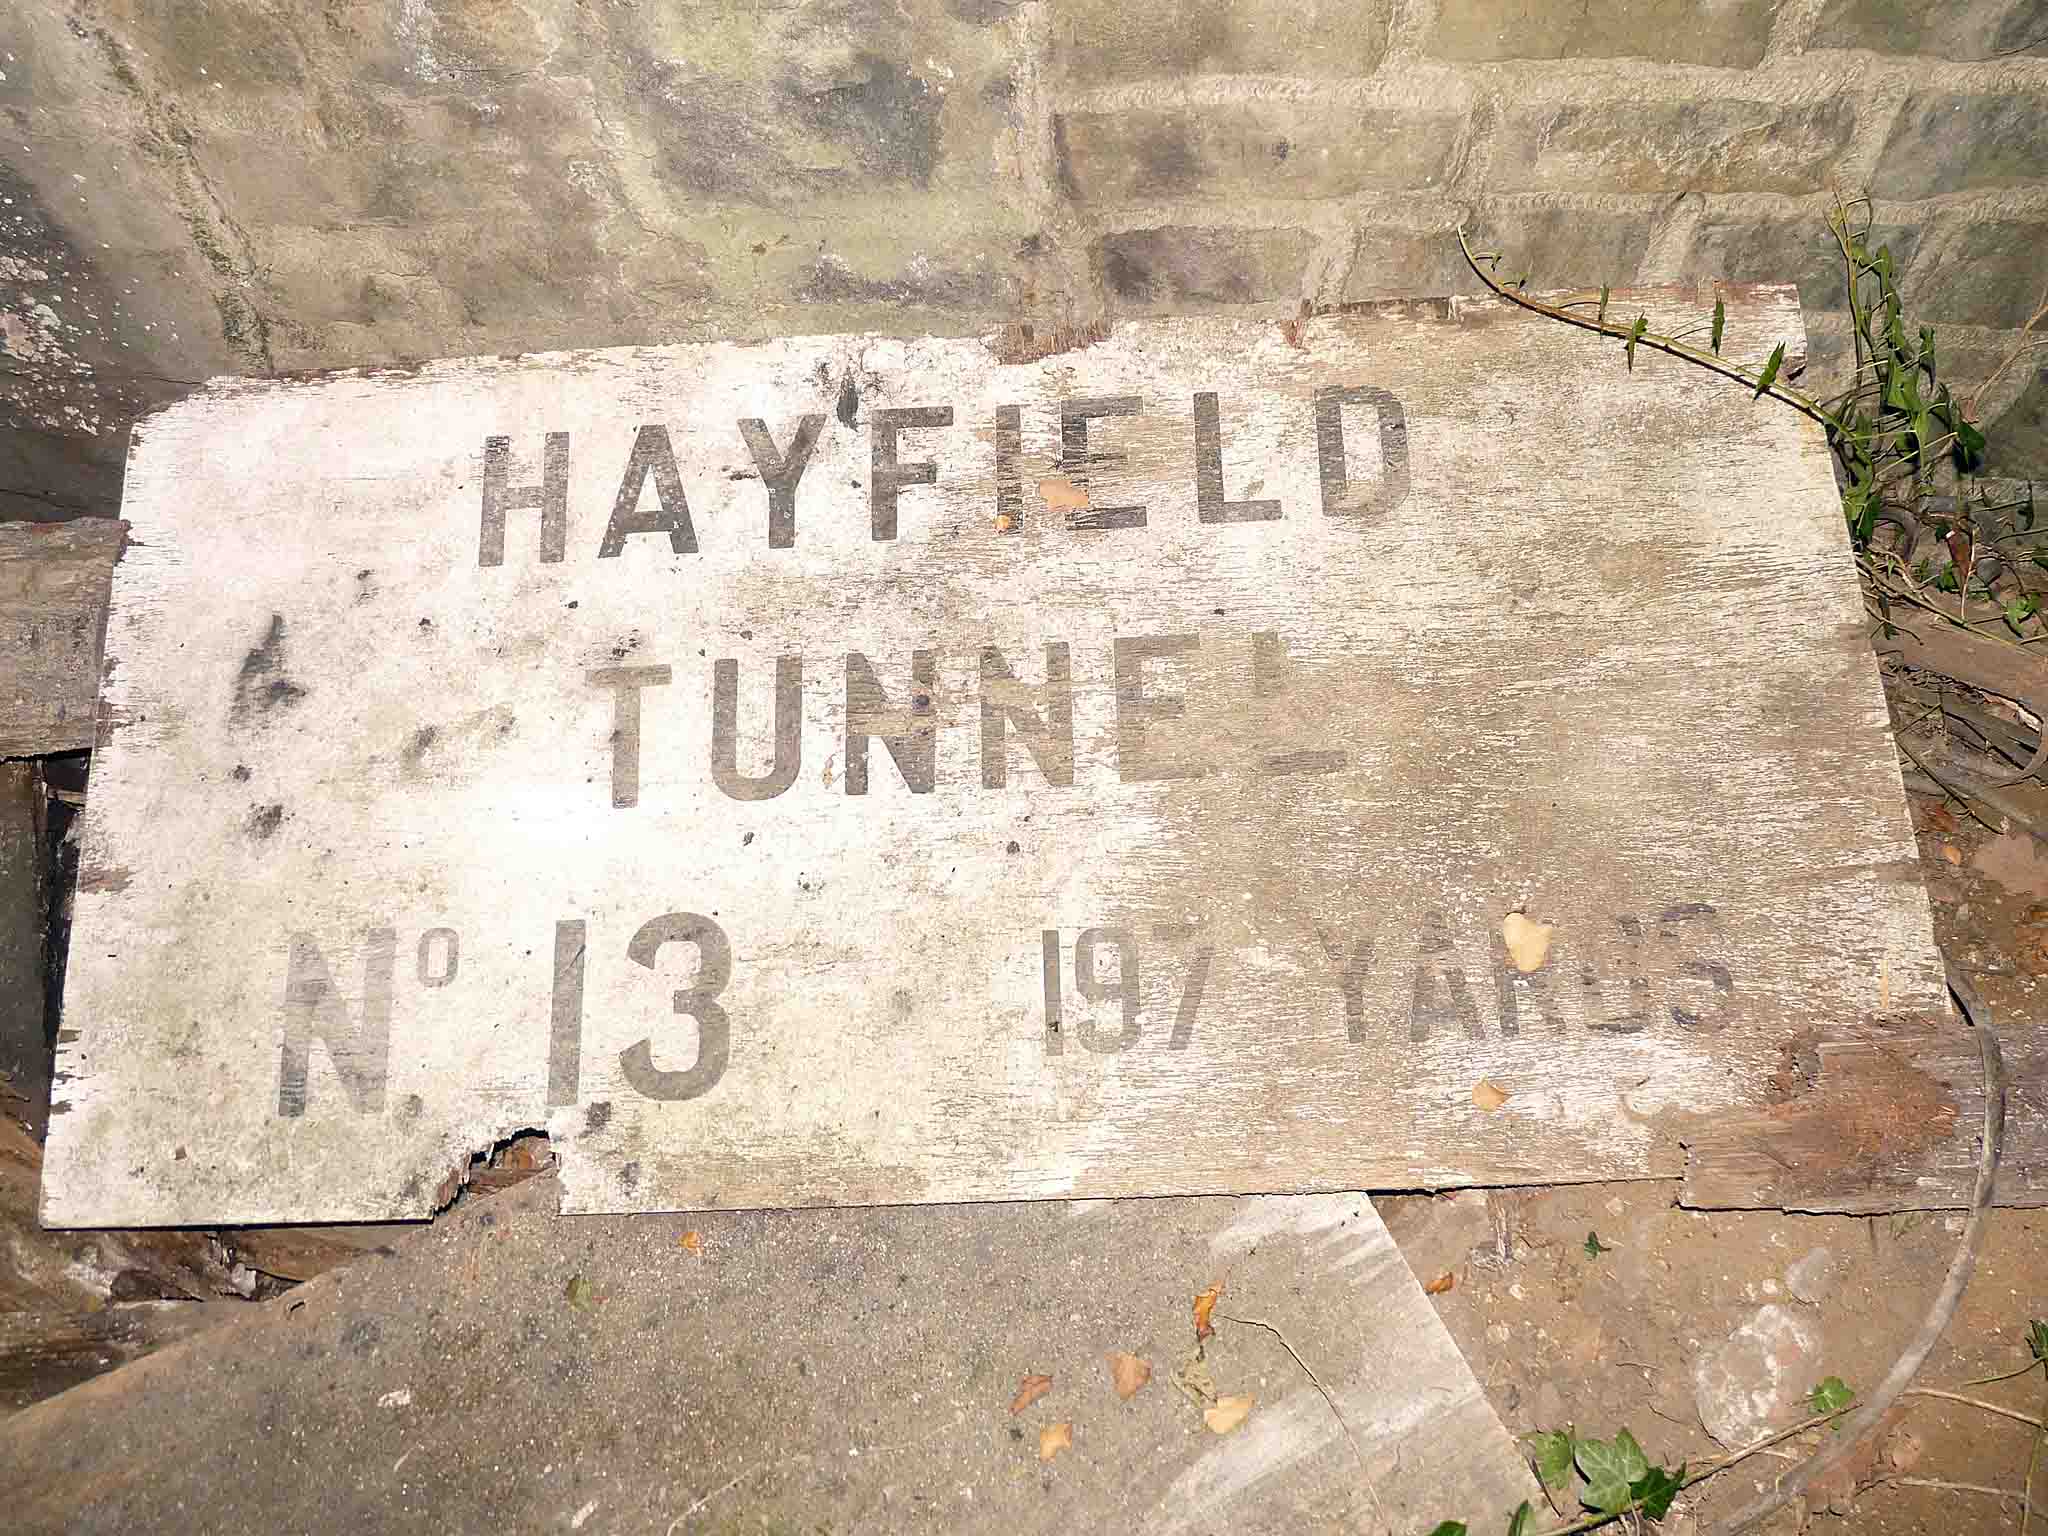 HAYFIELD
TUNNEL
Nº 13 197 YARDS